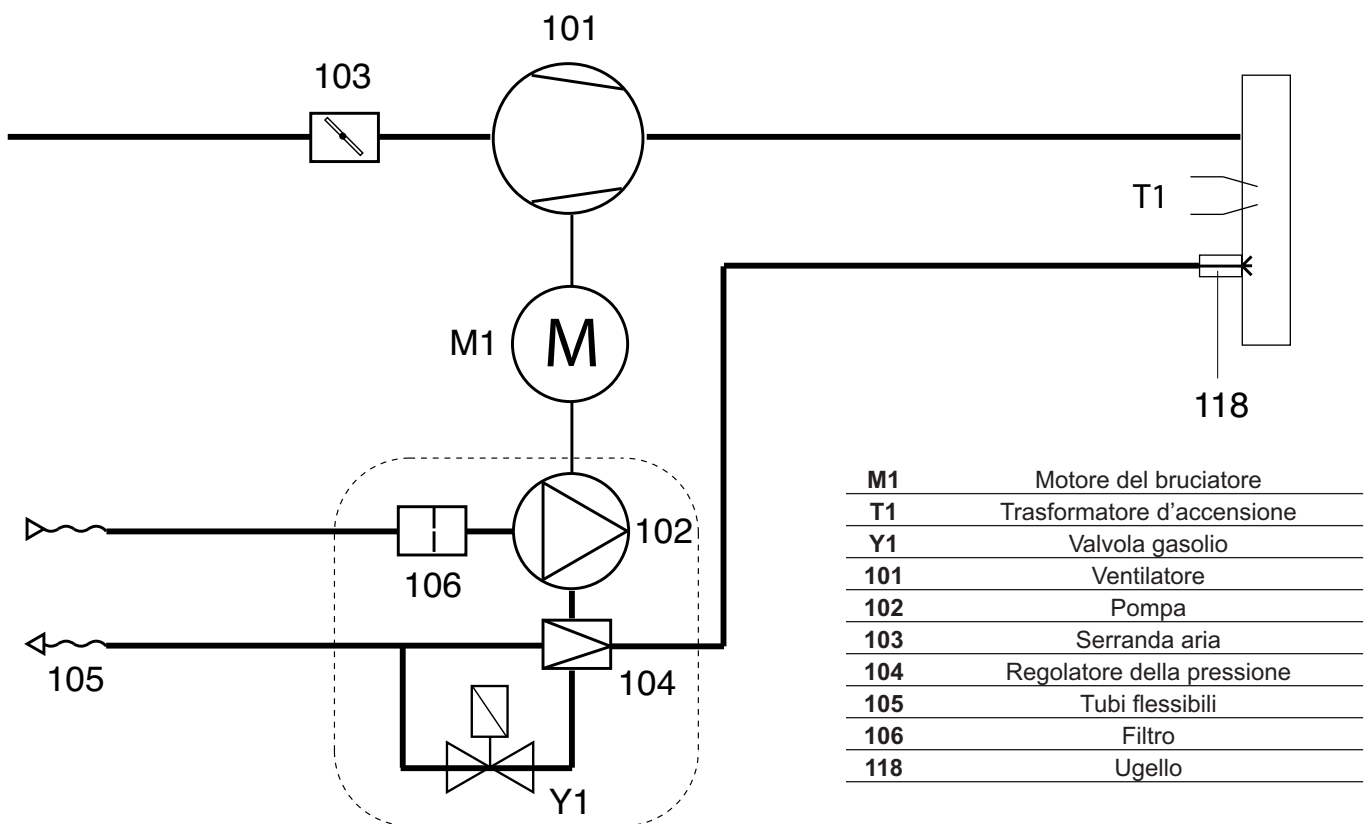 101
103
T1
M1
M
118
102
106
105
104
Y1
M1 Motore del bruciatore
T1 Trasformatore d'accensione
Y1 Valvola gasolio
101 Ventilatore
102 Pompa
103 Serranda aria
104 Regolatore della pressione
105 Tubi flessibili
106 Filtro
118 Ugello